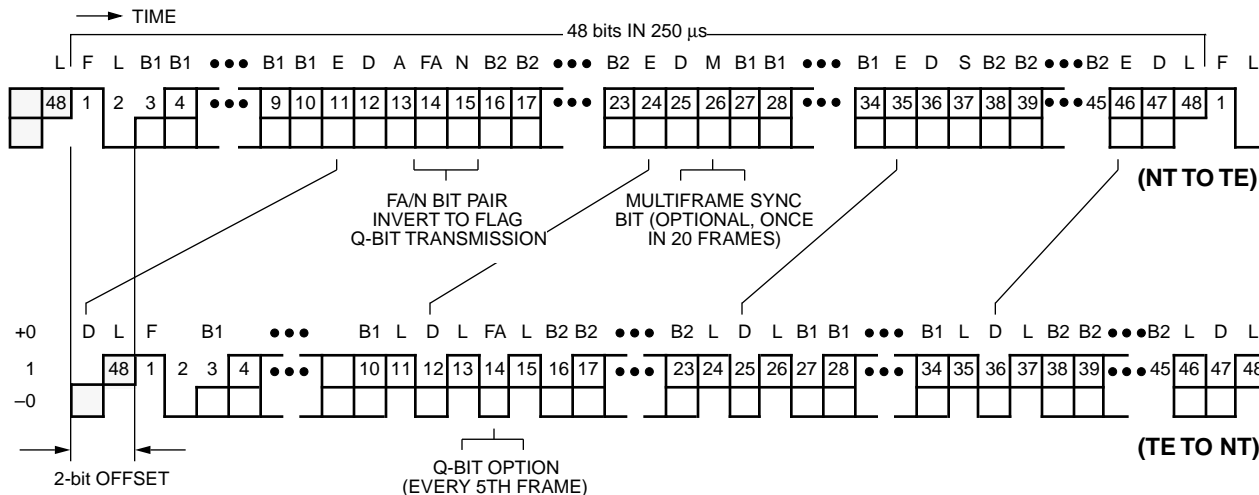 TIME
48 bits IN 250 µs
L F L B1 B1 ••• B1 B1 E D A FA N B2 B2 ••• B2 E D M B1 B1 ••• B1 E D S B2 B2 •••B2 E D L F L
48 1 2 3 4 ••• 9 10 11 12 13 14 15 16 17 ••• 23 24 25 26 27 28 ••• 34 35 36 37 38 39 ••• 45 46 47 48 1
(NT TO TE)
FA/N BIT PAIR
INVERT TO FLAG
Q-BIT TRANSMISSION
MULTIFRAME SYNC
BIT (OPTIONAL, ONCE
IN 20 FRAMES)
+0 D L F B1 ••• B1 L D L FA L B2 B2 ••• B2 L D L B1 B1 ••• B1 L D L B2 B2 •••B2 L D L
1 48 1 2 3 4 ••• 10 11 12 13 14 15 16 17 ••• 23 24 25 26 27 28 ••• 34 35 36 37 38 39 ••• 45 46 47 48
–0
(TE TO NT)
2-bit OFFSET
Q-BIT OPTION
(EVERY 5TH FRAME)